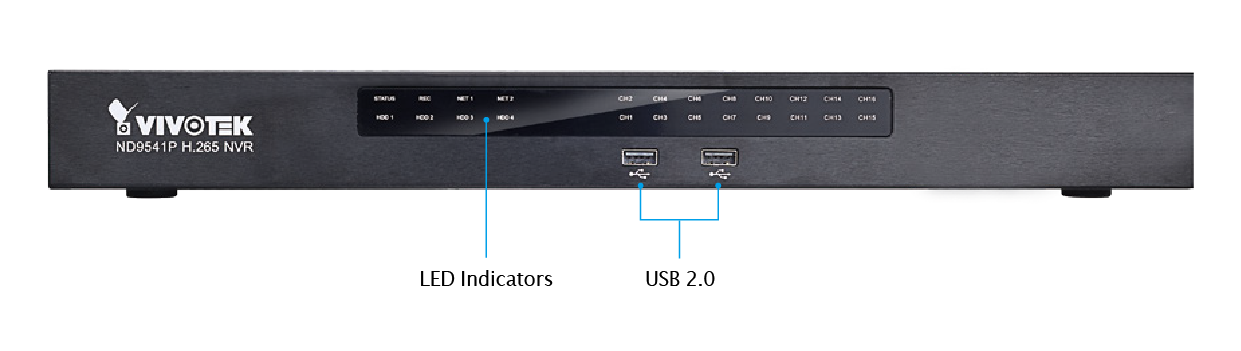 STATUS REC NET 1 NET 2 CH2 CH4 CH6 CH8 CH10 CH12 CH14 CH16
HDD 1 HDD 2 HDD 3 HDD 4 CH1 CH3 CH5 CH7 CH9 CH11 CH13 CH15
VIVOTEK
ND9541P H.265 NVR
LED Indicators USB 2.0